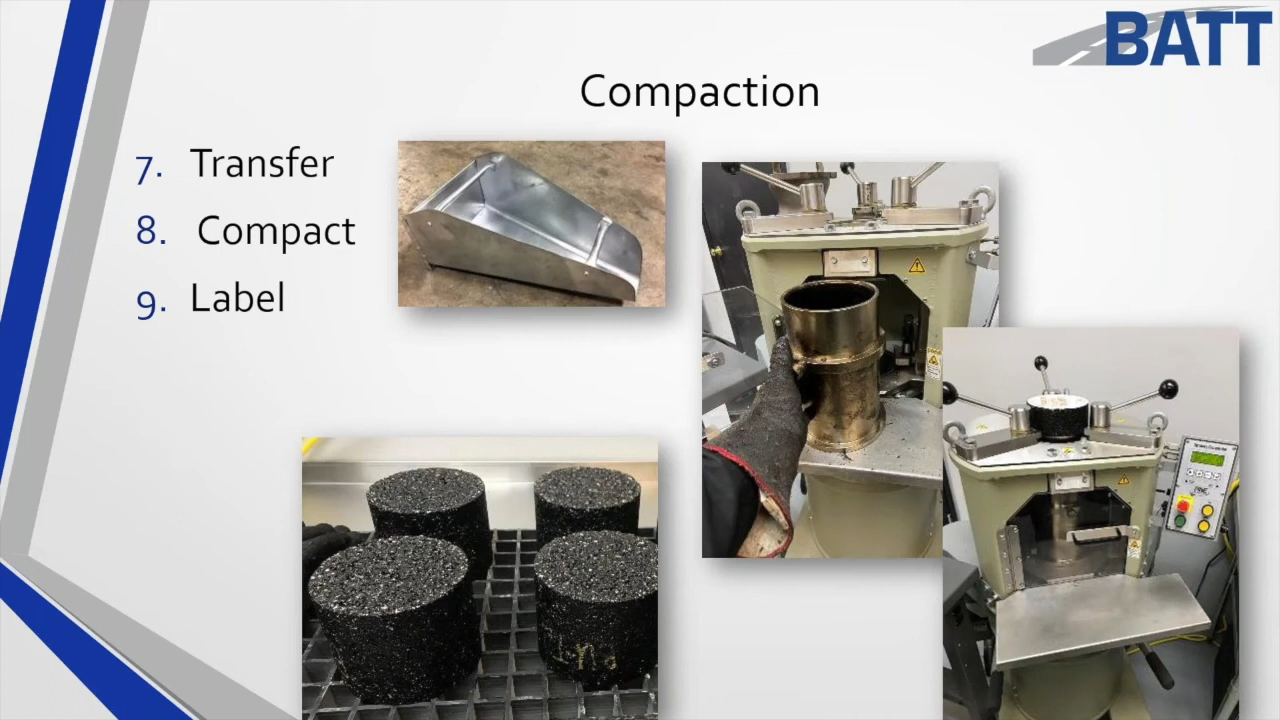 BATT
Compaction
7. Transfer
8. Compact
9. Label